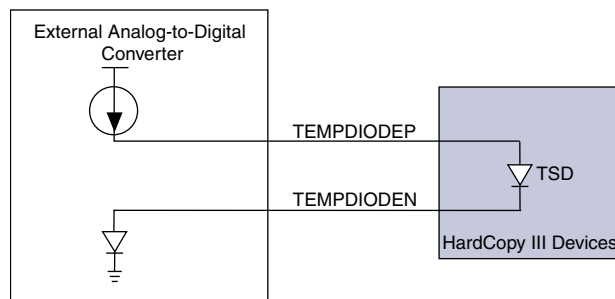 External Analog-to-Digital
Converter
TEMPDIODEP
TSD
TEMPDIODEN
HardCopy III Devices